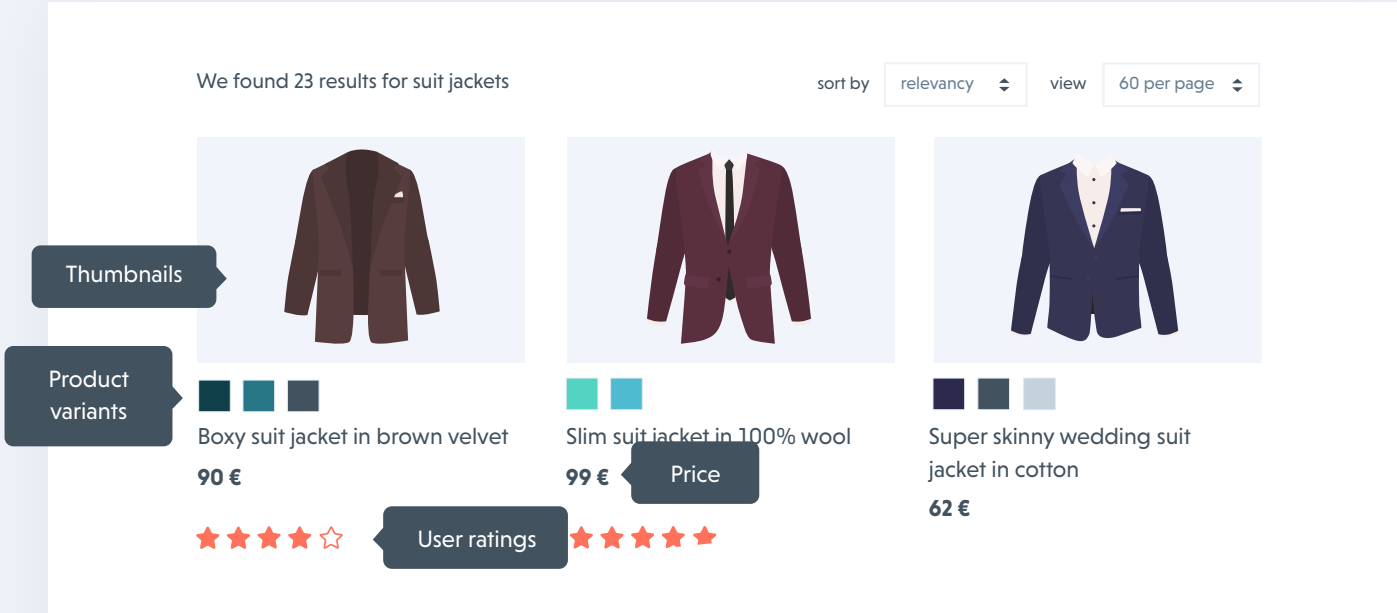 We found 23 results for suit jackets
sort by
relevancy
view
60 per page
Thumbnails
Product
variants
Boxy suit jacket in brown velvet
90 €
Slim suit jacket in 100% wool
99 €
Price
Super skinny wedding suit
jacket in cotton
62 €
User ratings